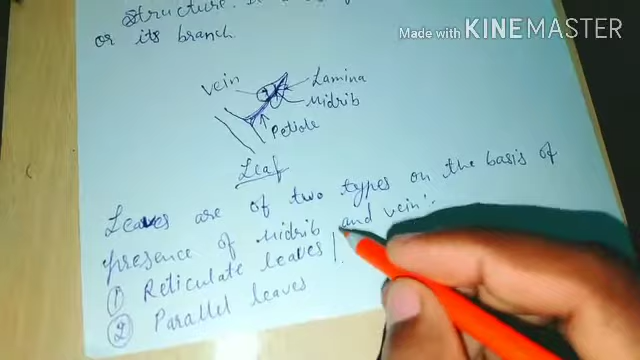 structure.
or its branch
Made with KINEMASTER
vein
Lamina
Midrib
Petiole
Leaf
Leaves are of two types on the basis of
presence of Midrib and vein:-
① Reticulate leaves
② Parallel leaves